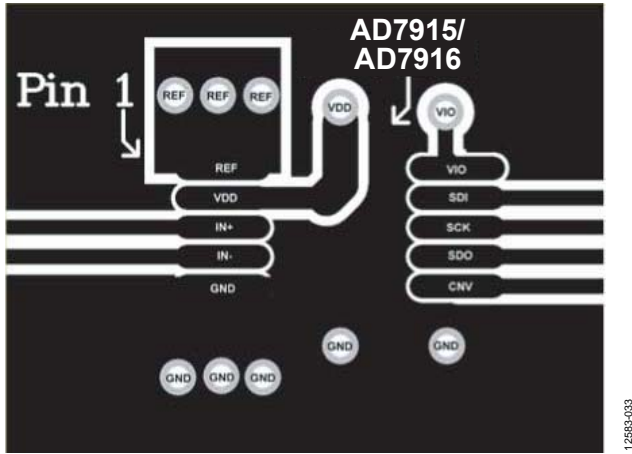 AD7915/
AD7916
Pin 1
REF REF REF
VDD
VIO
REF
VDD
IN+
IN-
GND
VIO
SDI
SCK
SDO
CNV
GND
GND
GND GND GND
12583-033